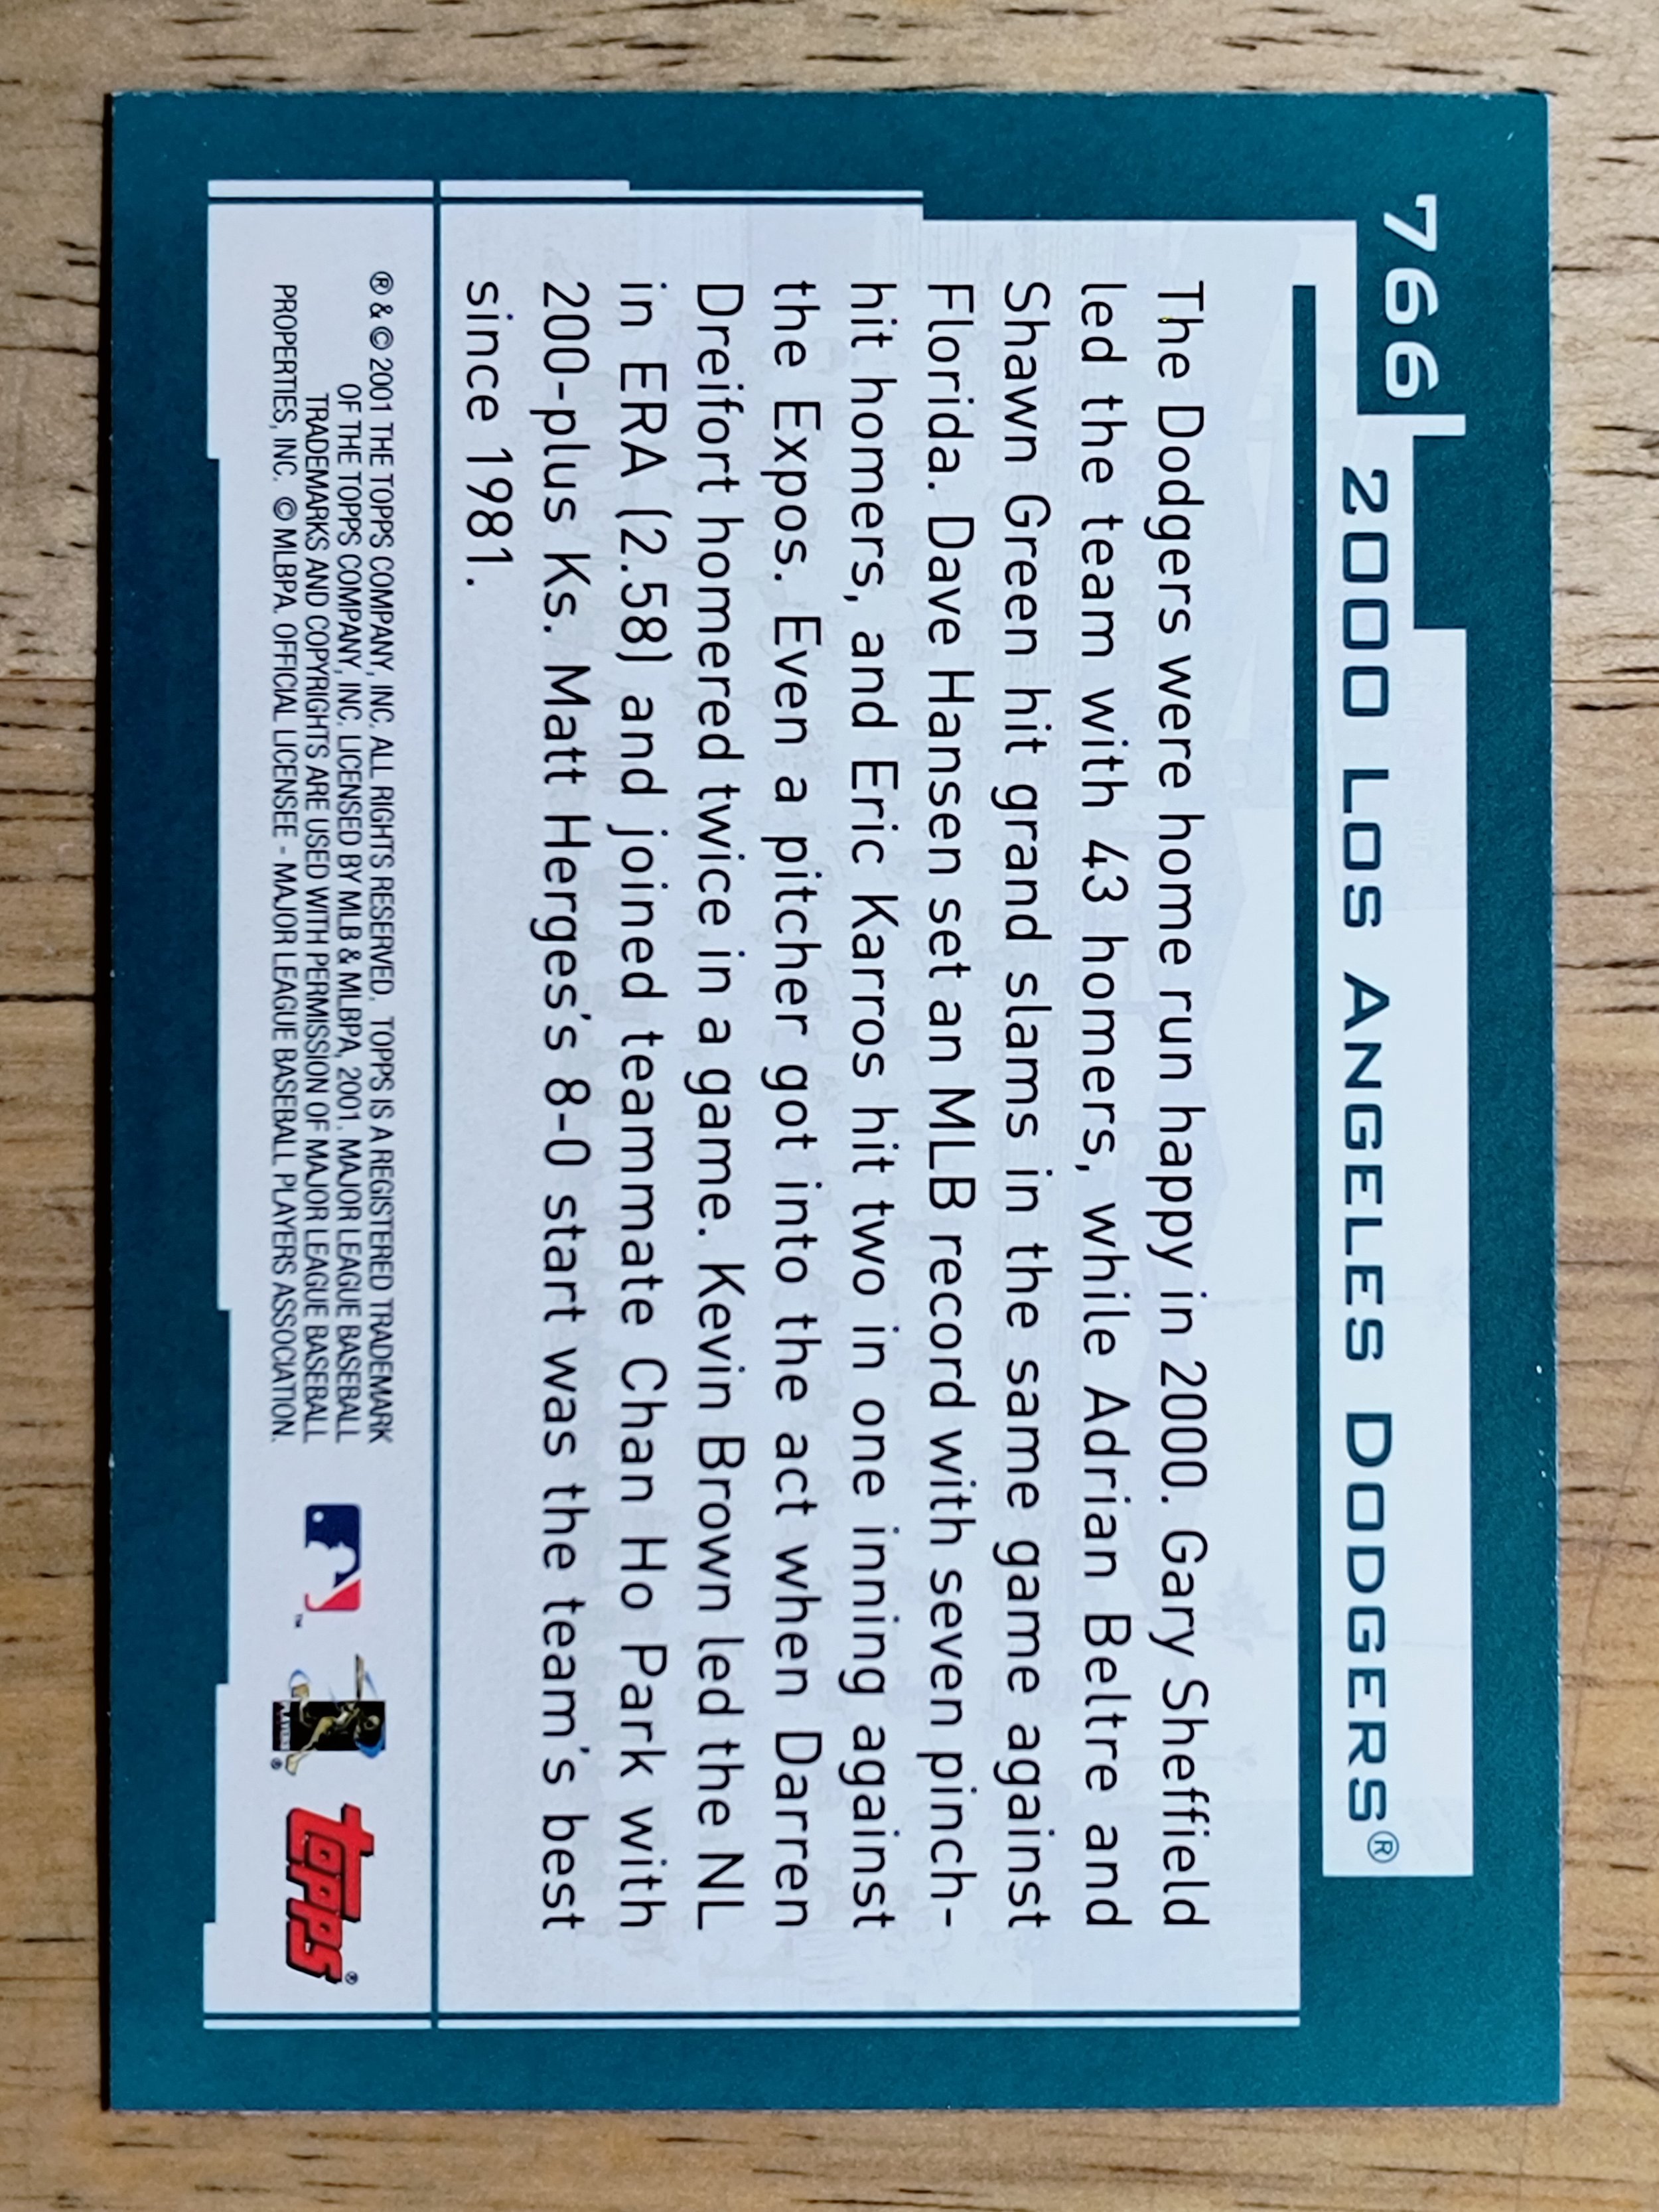 766
2000 LOS ANGELES DODGERS®
The Dodgers were home run happy in 2000. Gary Sheffield
led the team with 43 homers, while Adrian Beltre and
Shawn Green hit grand slams in the same game against
Florida. Dave Hansen set an MLB record with seven pinch-
hit homers, and Eric Karros hit two in one inning against
the Expos. Even a pitcher got into the act when Darren
Dreifort homered twice in a game. Kevin Brown led the NL
in ERA (2.58) and joined teammate Chan Ho Park with
200-plus Ks. Matt Herges's 8-0 start was the team's best
since 1981.
® & © 2001 THE TOPPS COMPANY, INC. ALL RIGHTS RESERVED. TOPPS IS A REGISTERED TRADEMARK
OF THE TOPPS COMPANY, INC. LICENSED BY MLB & MLBPA, 2001. MAJOR LEAGUE BASEBALL
TRADEMARKS AND COPYRIGHTS ARE USED WITH PERMISSION OF MAJOR LEAGUE BASEBALL
PROPERTIES, INC. © MLBPA. OFFICIAL LICENSEE - MAJOR LEAGUE BASEBALL PLAYERS ASSOCIATION.
™
®
topps®